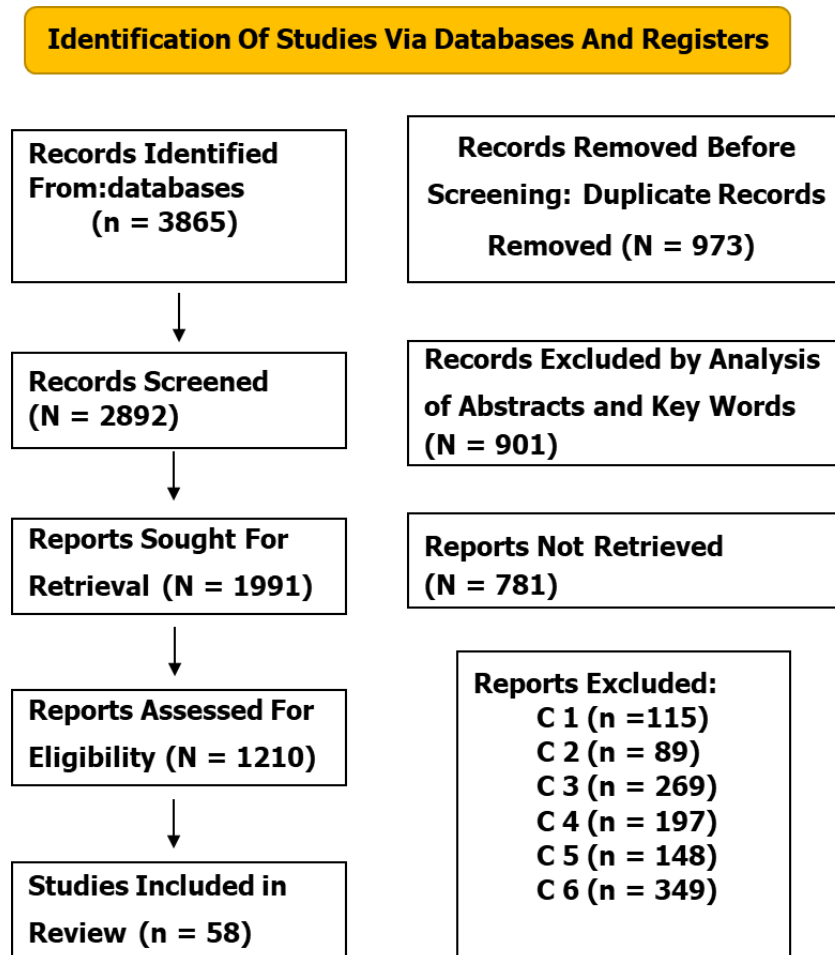 Identification Of Studies Via Databases And Registers
Records Identified
From:databases
(n = 3865)
Records Removed Before
Screening: Duplicate Records
Removed (N = 973)
Records Screened
(N = 2892)
Records Excluded by Analysis
of Abstracts and Key Words
(N = 901)
Reports Sought For
Retrieval (N = 1991)
Reports Not Retrieved
(N = 781)
Reports Assessed For
Eligibility (N = 1210)
Reports Excluded:
C 1 (n =115)
C 2 (n = 89)
C 3 (n = 269)
C 4 (n = 197)
C 5 (n = 148)
C 6 (n = 349)
Studies Included in
Review (n = 58)